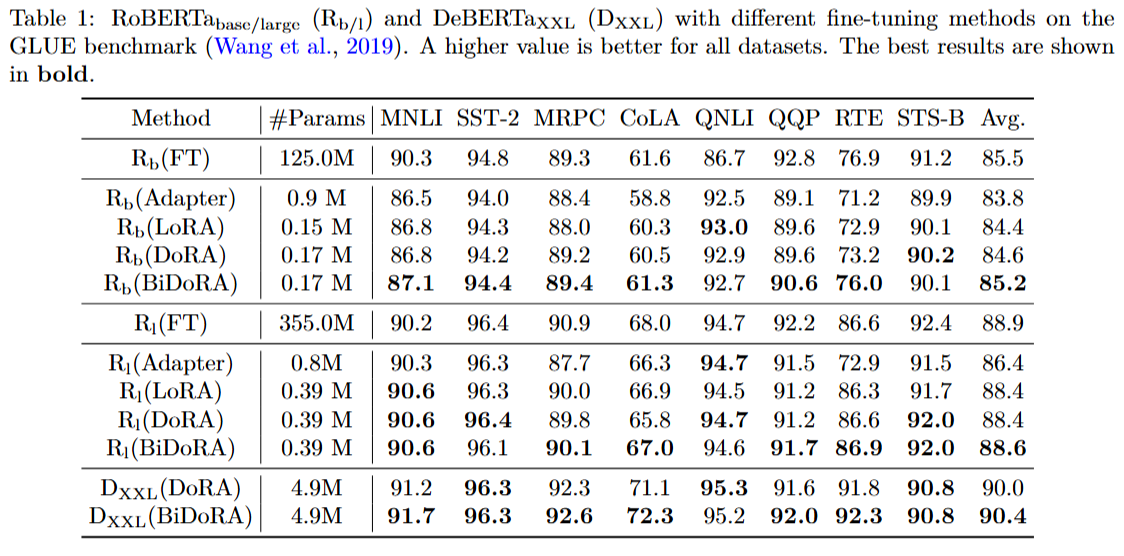 Table 1: RoBERTa_base/large (R_b/l) and DeBERTa_XXL (D_XXL) with different fine-tuning methods on the
GLUE benchmark (Wang et al., 2019). A higher value is better for all datasets. The best results are shown
in bold.
Method #Params MNLI SST-2 MRPC CoLA QNLI QQP RTE STS-B Avg.
R_b(FT) 125.0M 90.3 94.8 89.3 61.6 86.7 92.8 76.9 91.2 85.5
R_b(Adapter) 0.9 M 86.5 94.0 88.4 58.8 92.5 89.1 71.2 89.9 83.8
R_b(LoRA) 0.15 M 86.8 94.3 88.0 60.3 93.0 89.6 72.9 90.1 84.4
R_b(DoRA) 0.17 M 86.8 94.2 89.2 60.5 92.9 89.6 73.2 90.2 84.6
R_b(BiDoRA) 0.17 M 87.1 94.4 89.4 61.3 92.7 90.6 76.0 90.1 85.2
R_l(FT) 355.0M 90.2 96.4 90.9 68.0 94.7 92.2 86.6 92.4 88.9
R_l(Adapter) 0.8M 90.3 96.3 87.7 66.3 94.7 91.5 72.9 91.5 86.4
R_l(LoRA) 0.39 M 90.6 96.3 90.0 66.9 94.5 91.2 86.3 91.7 88.4
R_l(DoRA) 0.39 M 90.6 96.4 89.8 65.8 94.7 91.2 86.6 92.0 88.4
R_l(BiDoRA) 0.39 M 90.6 96.1 90.1 67.0 94.6 91.7 86.9 92.0 88.6
D_XXL(DoRA) 4.9M 91.2 96.3 92.3 71.1 95.3 91.6 91.8 90.8 90.0
D_XXL(BiDoRA) 4.9M 91.7 96.3 92.6 72.3 95.2 92.0 92.3 90.8 90.4